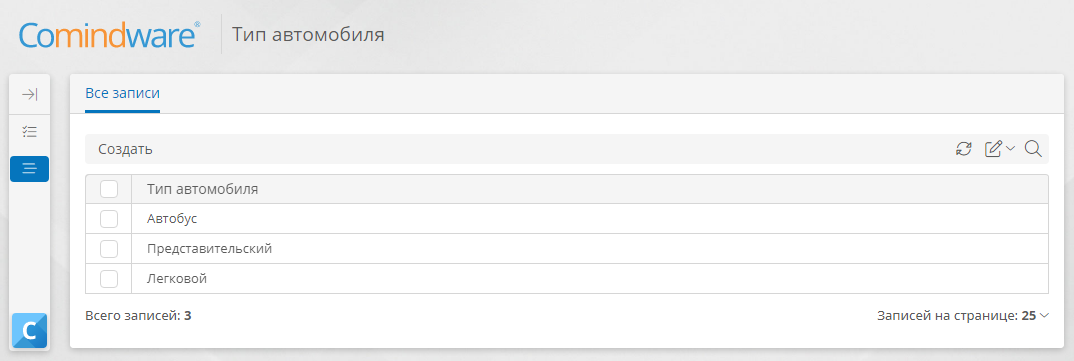 Comindware® Тип автомобиля
Все записи
Создать
Тип автомобиля
Автобус
Представительский
Легковой
Всего записей: 3 Записей на странице: 25
C